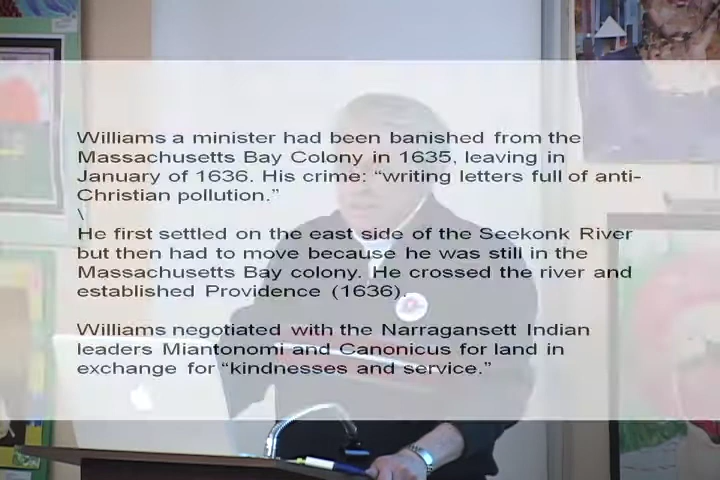 Williams a minister had been banished from the
Massachusetts Bay Colony in 1635, leaving in
January of 1636. His crime: “writing letters full of anti-
Christian pollution.”
\
He first settled on the east side of the Seekonk River
but then had to move because he was still in the
Massachusetts Bay colony. He crossed the river and
established Providence (1636).
Williams negotiated with the Narragansett Indian
leaders Miantonomi and Canonicus for land in
exchange for “kindnesses and service.”